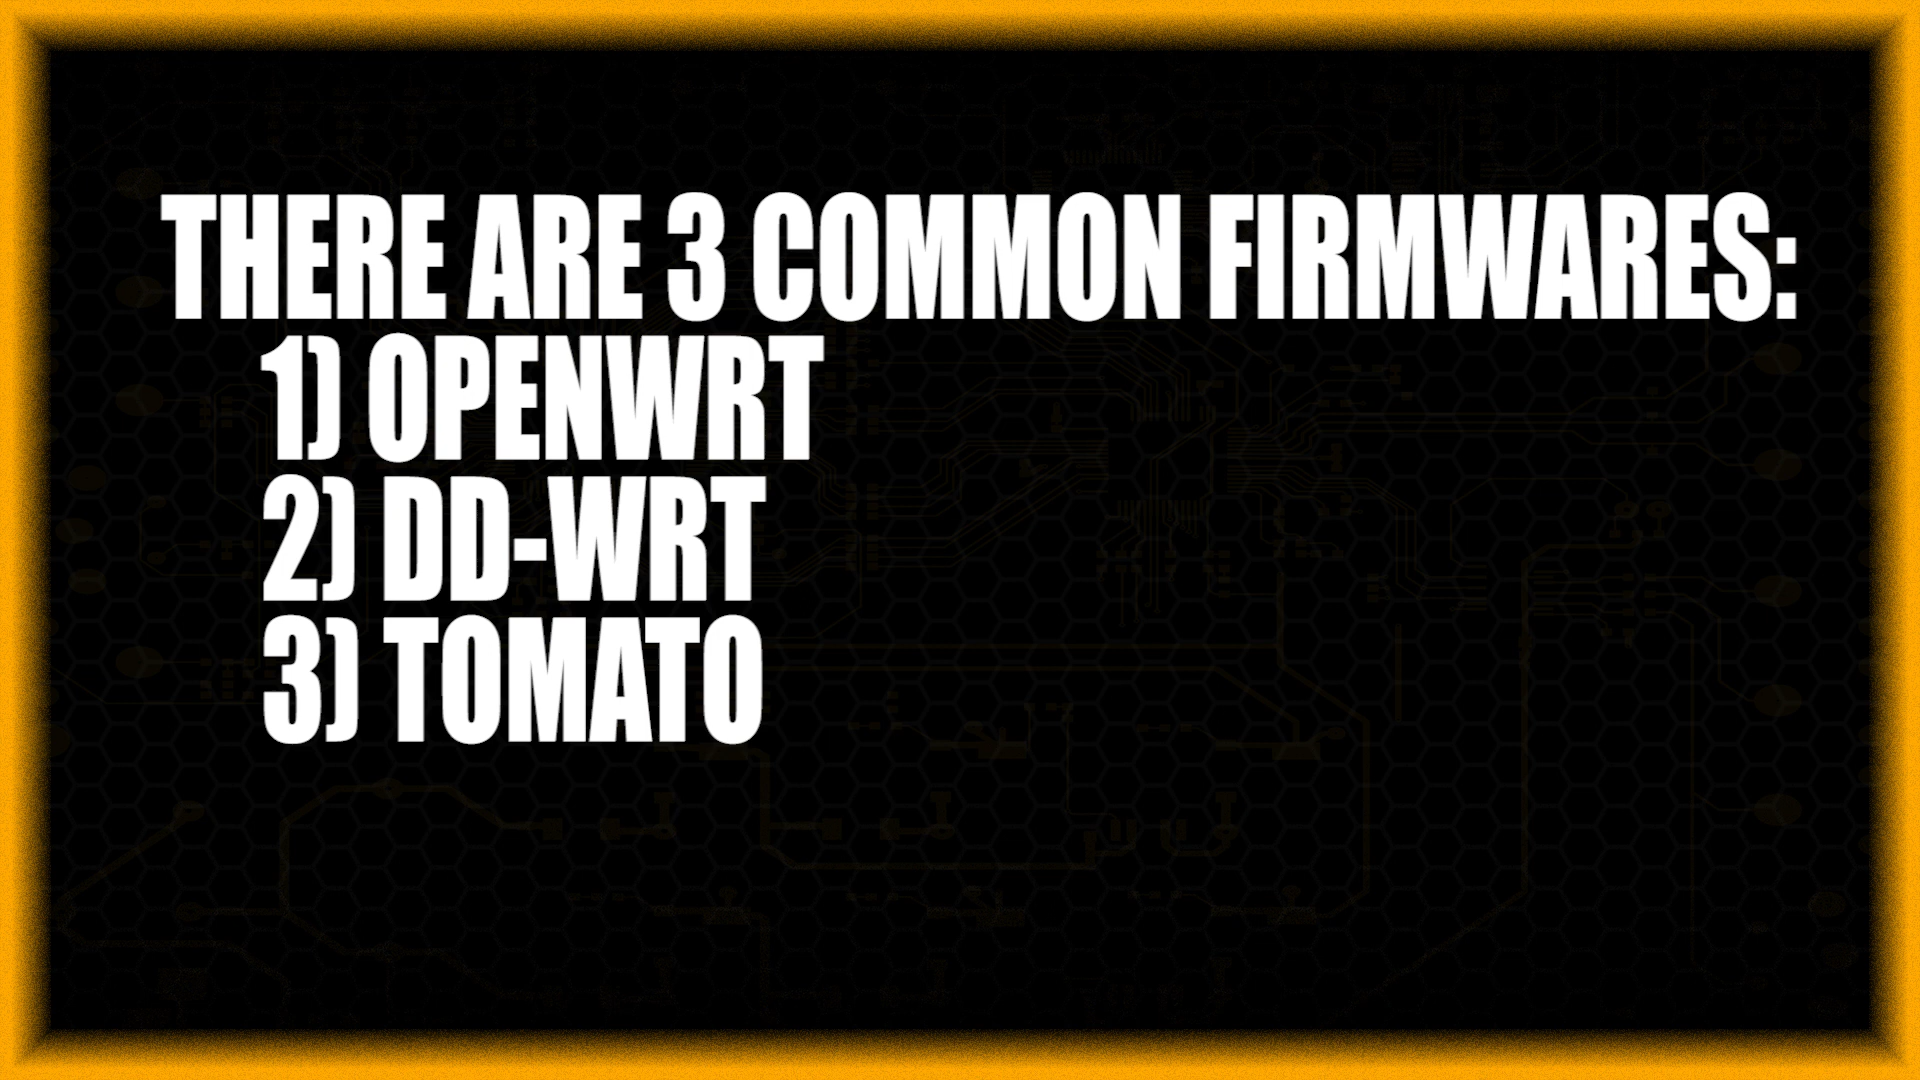 THERE ARE 3 COMMON FIRMWARES:
1) OPENWRT
2) DD-WRT
3) TOMATO